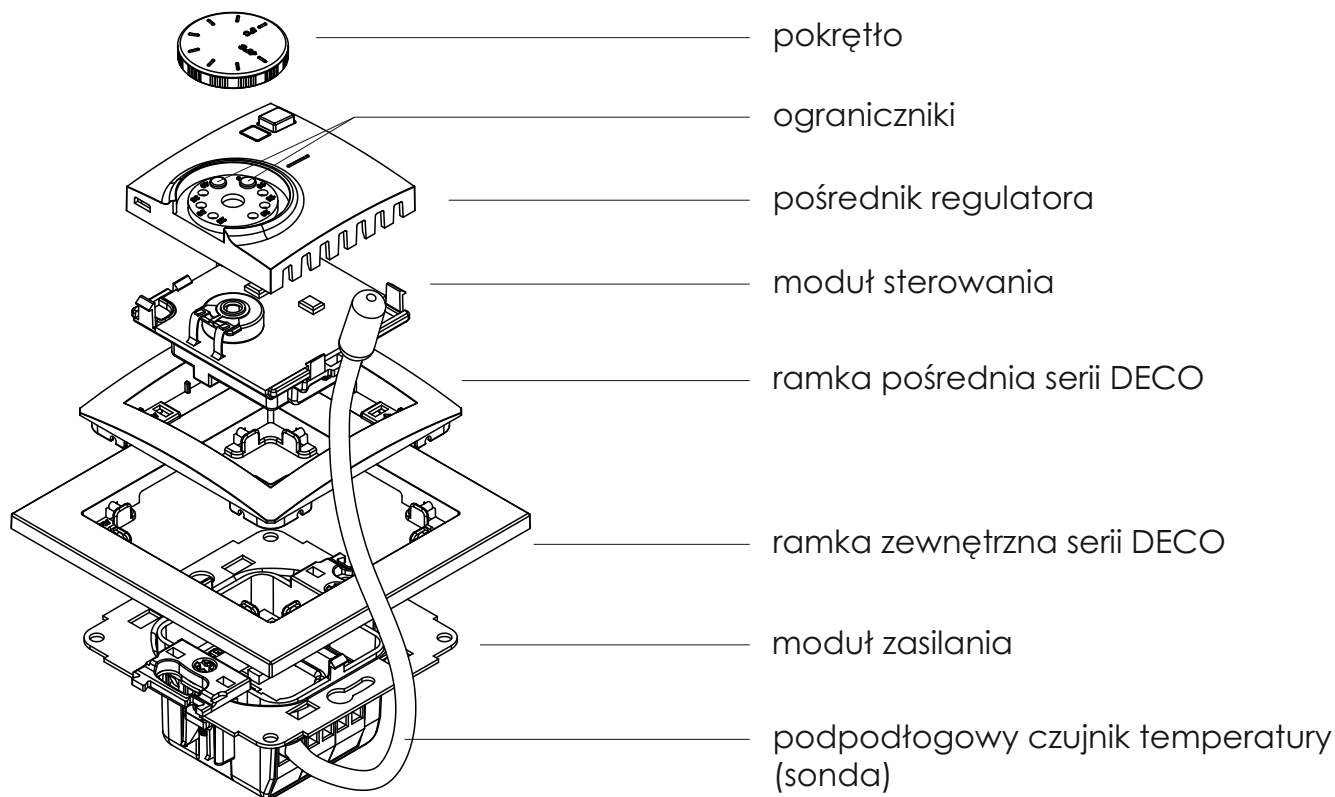 pokrętło
ograniczniki
pośrednik regulatora
moduł sterowania
ramka pośrednia serii DECO
ramka zewnętrzna serii DECO
moduł zasilania
podpodłogowy czujnik temperatury
(sonda)